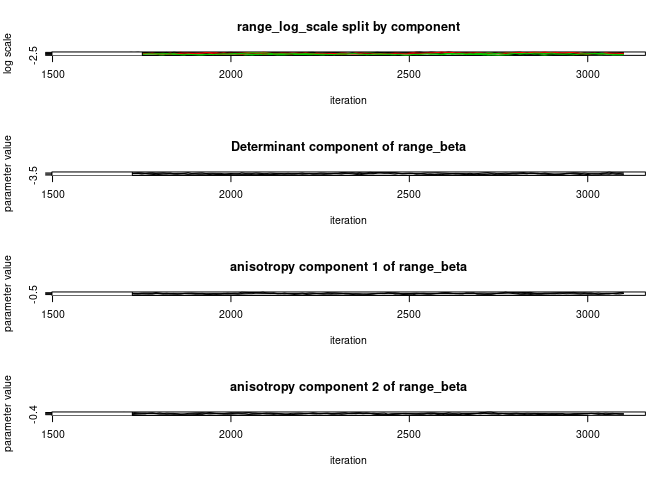 range_log_scale split by component
log scale
-2.5
1500 2000 2500 3000
iteration
Determinant component of range_beta
parameter value
-3.5
1500 2000 2500 3000
iteration
anisotropy component 1 of range_beta
parameter value
-0.5
1500 2000 2500 3000
iteration
anisotropy component 2 of range_beta
parameter value
-0.4
1500 2000 2500 3000
iteration